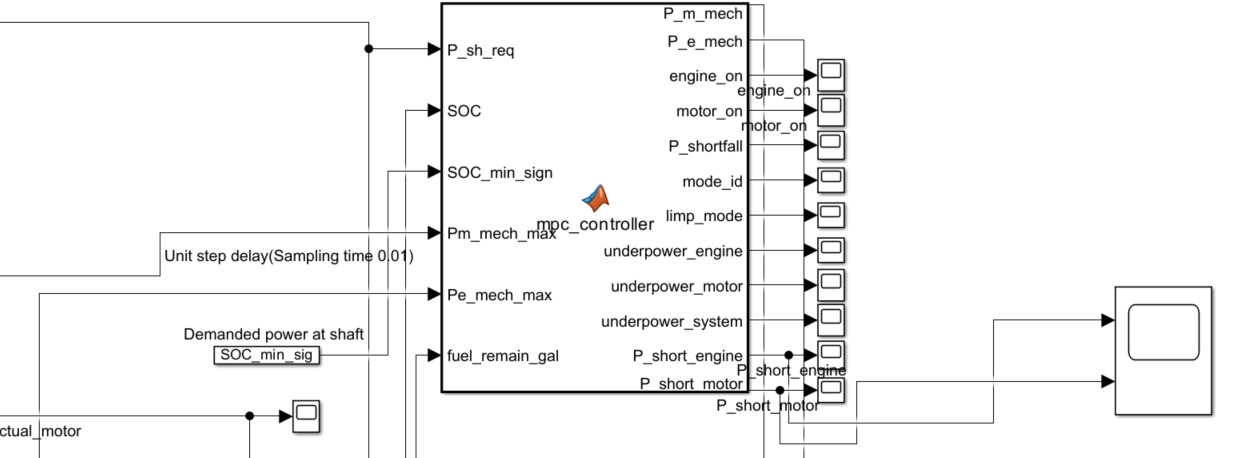 P_sh_req
SOC
SOC_min_sign
Pm_mech_max
Pe_mech_max
fuel_remain_gal
mpc_controller
P_m_mech
P_e_mech
engine_on
motor_on
P_shortfall
mode_id
limp_mode
underpower_engine
underpower_motor
underpower_system
P_short_engine
P_short_motor
engine_on
motor_on
P_short_engine
P_short_motor
Unit step delay(Sampling time 0.01)
Demanded power at shaft
SOC_min_sig
ctual_motor